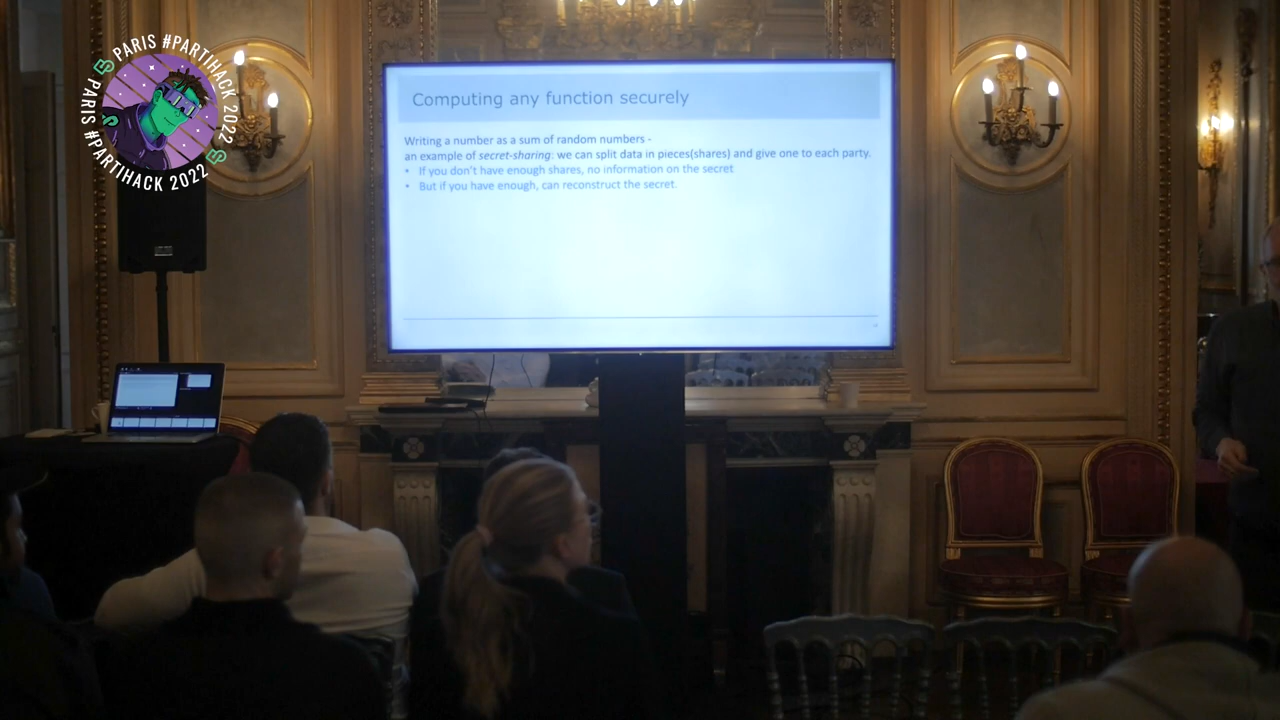 PARIS #PARTIHACK 2022
PARIS #PARTIHACK 2022
Computing any function securely
Writing a number as a sum of random numbers -
an example of secret-sharing: we can split data in pieces(shares) and give one to each party.
• If you don't have enough shares, no information on the secret
• But if you have enough, can reconstruct the secret.